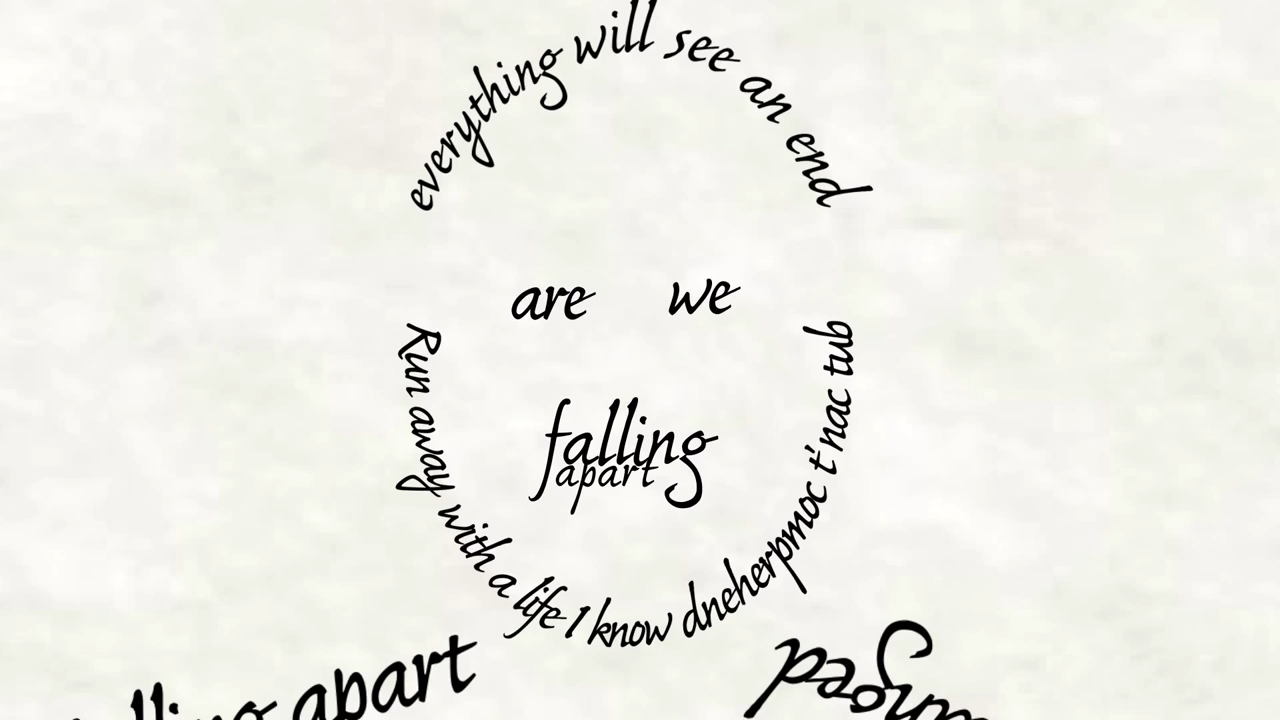 everything will see an end
are we
falling
apart
Run away with a life I know dneherpmoc t'nac tub
apart